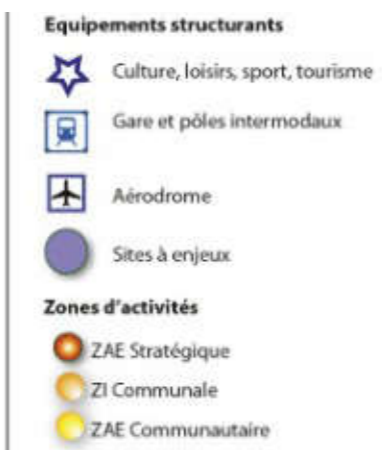 Equipements structurants
Culture, loisirs, sport, tourisme
Gare et pôles intermodaux
Aérodrome
Sites à enjeux
Zones d'activités
ZAE Stratégique
ZI Communale
ZAE Communautaire